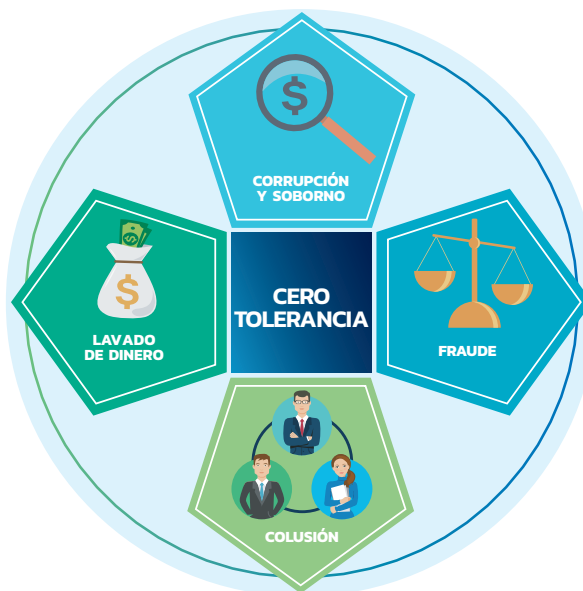 $
CORRUPCIÓN
Y SOBORNO
$
$
LAVADO
DE DINERO
CERO
TOLERANCIA
FRAUDE
COLUSIÓN